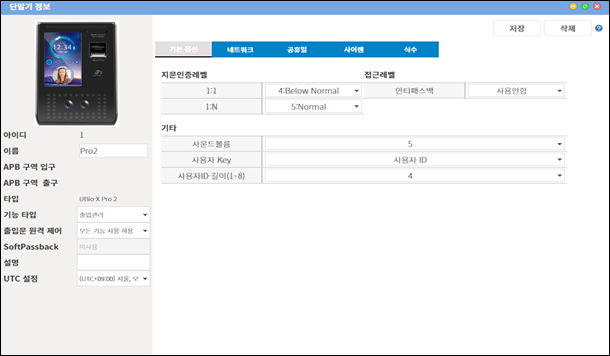 단말기 정보
저장 삭제
기본 옵션 네트워크 공휴일 사이렌 식수
지문인증레벨 접근레벨
1:1 4:Below Normal 안티패스백 사용안함
1:N 5:Normal
기타
사운드볼륨 5
사용자 Key 사용자 ID
사용자ID 길이(1~8) 4
12:34
아이디 1
이름 Pro2
APB 구역 입구
APB 구역 출구
타입 UBio-X Pro 2
기능 타입 출입관리
출입문 원격 제어 모든 기능 사용 허용
SoftPassback 미사용
설명
UTC 설정 (UTC+09:00) 서울, 오